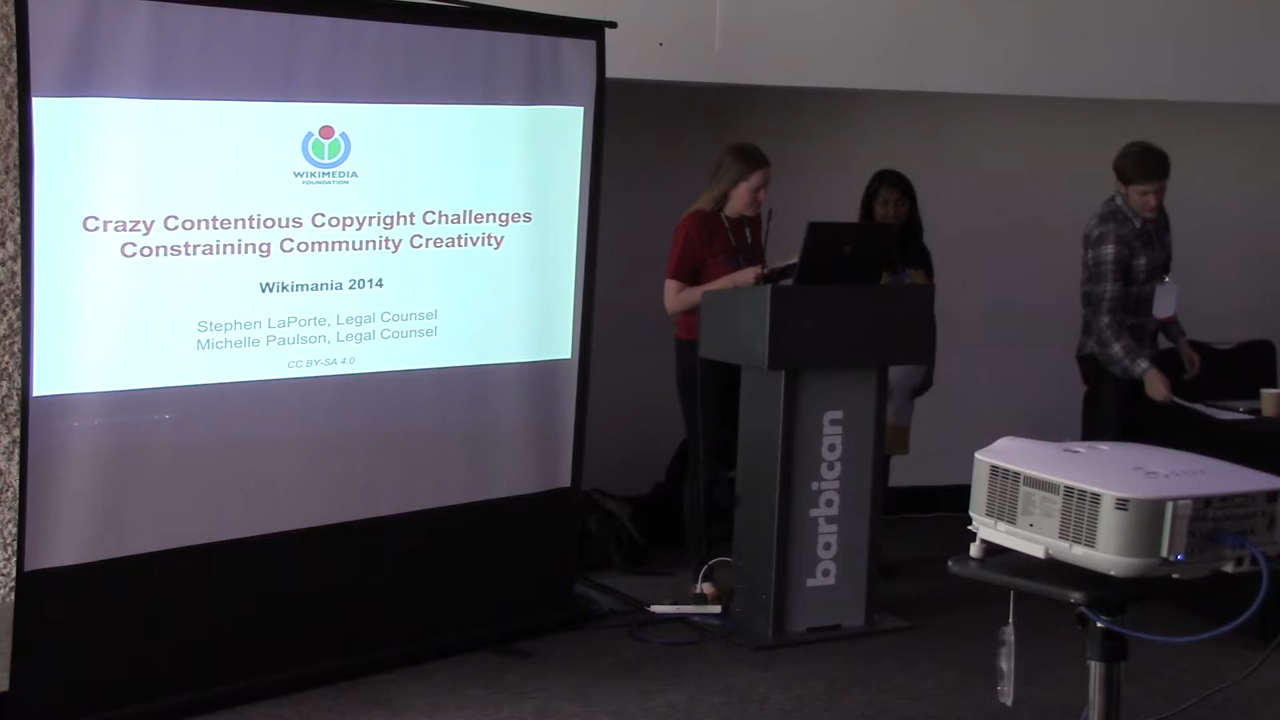 WIKIMEDIA
FOUNDATION
Crazy Contentious Copyright Challenges
Constraining Community Creativity
Wikimania 2014
Stephen LaPorte, Legal Counsel
Michelle Paulson, Legal Counsel
CC BY-SA 4.0
barbican